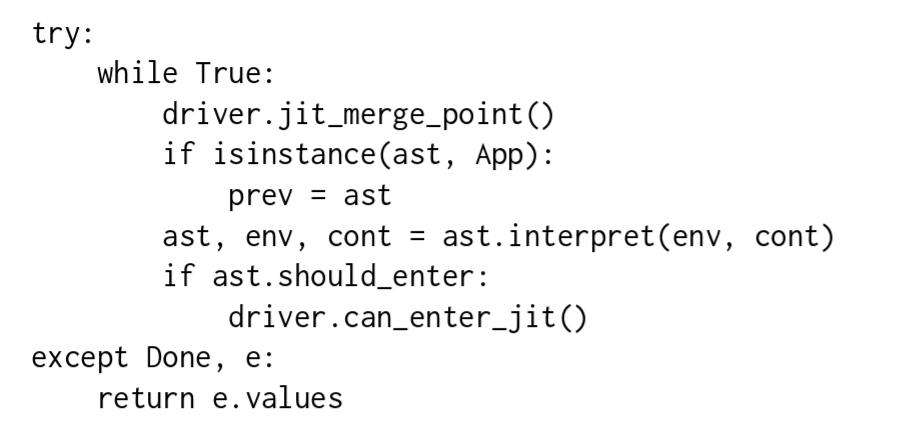 try:
    while True:
        driver.jit_merge_point()
        if isinstance(ast, App):
            prev = ast
        ast, env, cont = ast.interpret(env, cont)
        if ast.should_enter:
            driver.can_enter_jit()
except Done, e:
    return e.values